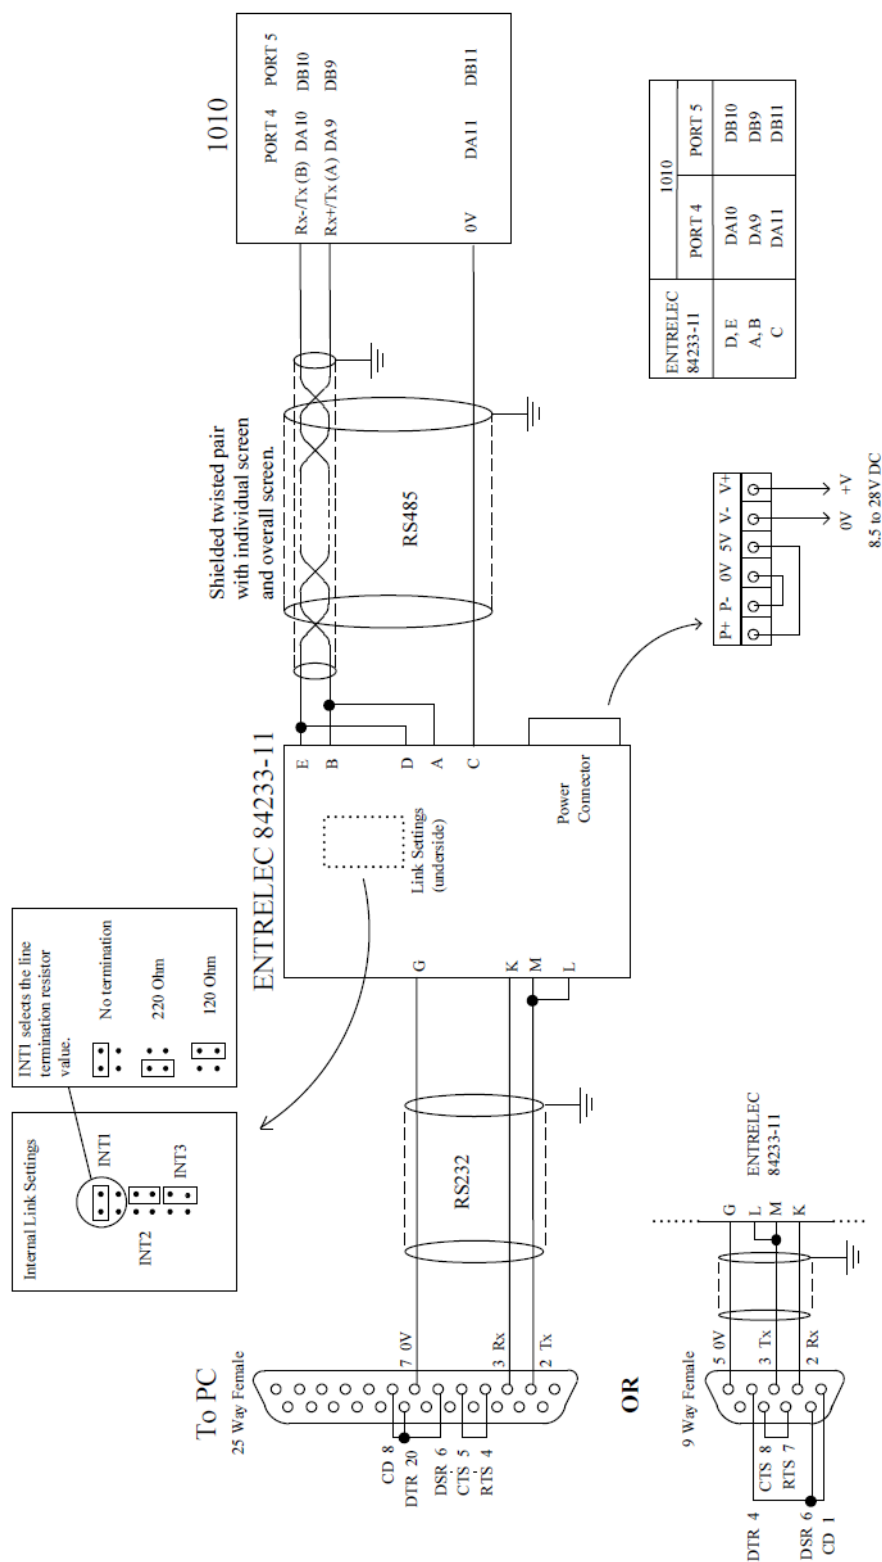 INT1 selects the line
termination resistor
value.
No termination
220 Ohm
120 Ohm
Internal Link Settings
INT1
INT2
INT3
To PC
25 Way Female
7 0V
3 Rx
2 Tx
CD 8
DTR 20
DSR 6
CTS 5
RTS 4
RS232
ENTRELEC 84233-11
G
K
M
L
Link Settings
(underside)
Power
Connector
E
B
D
A
C
Shielded twisted pair
with individual screen
and overall screen.
RS485
1010
PORT 4 PORT 5
Rx-/Tx (B) DA10 DB10
Rx+/Tx (A) DA9 DB9
0V DA11 DB11
OR
9 Way Female
5 0V
3 Tx
2 Rx
DTR 4
CTS 8
RTS 7
DSR 6
CD 1
G
L
M
K
ENTRELEC
84233-11
P+ P- 0V 5V V- V+
0V +V
8.5 to 28V DC
ENTRELEC
84233-11
1010
PORT 4 PORT 5
D, E DA10 DB10
A, B DA9 DB9
C DA11 DB11